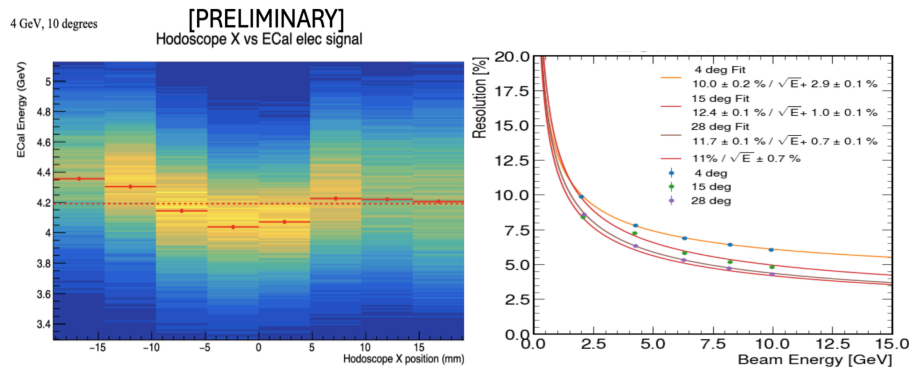 4 GeV, 10 degrees
[PRELIMINARY]
Hodoscope X vs ECal elec signal
ECal Energy (GeV)
5
4.8
4.6
4.4
4.2
4
3.8
3.6
3.4
−15
−10
−5
0
5
10
15
Hodoscope X position (mm)
Resolution [%]
20.0
17.5
15.0
12.5
10.0
7.5
5.0
2.5
0.0
4 deg Fit
10.0 ± 0.2 % / √E+ 2.9 ± 0.1 %
15 deg Fit
12.4 ± 0.1 % / √E+ 1.0 ± 0.1 %
28 deg Fit
11.7 ± 0.1 % / √E+ 0.7 ± 0.1 %
11% / √E ± 0.7 %
4 deg
15 deg
28 deg
0.0
2.5
5.0
7.5
10.0
12.5
15.0
Beam Energy [GeV]